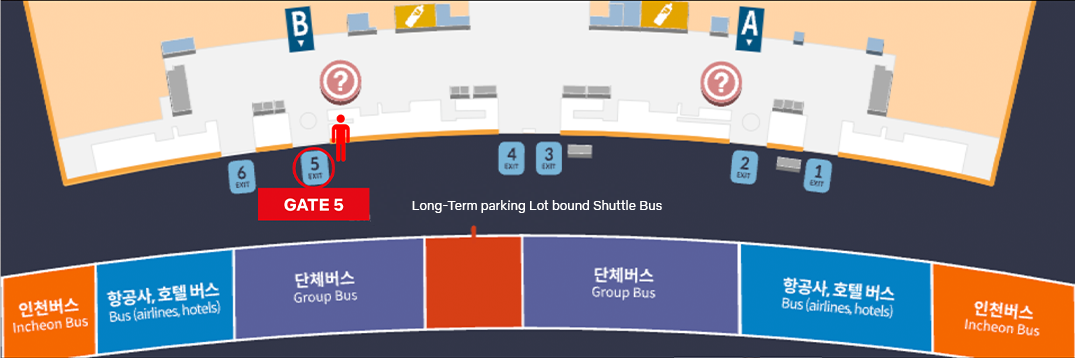 B
A
?
?
6
EXIT
5
EXIT
4
EXIT
3
EXIT
2
EXIT
1
EXIT
GATE 5
Long-Term parking Lot bound Shuttle Bus
인천버스
Incheon Bus
항공사, 호텔 버스
Bus (airlines, hotels)
단체버스
Group Bus
단체버스
Group Bus
항공사, 호텔 버스
Bus (airlines, hotels)
인천버스
Incheon Bus